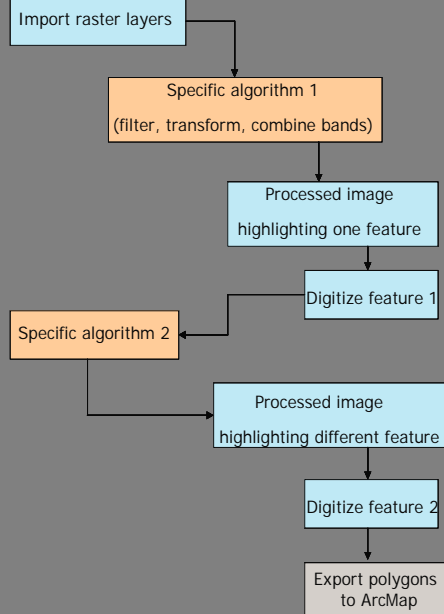 Import raster layers
Specific algorithm 1
(filter, transform, combine bands)
Processed image
highlighting one feature
Digitize feature 1
Specific algorithm 2
Processed image
highlighting different feature
Digitize feature 2
Export polygons
to ArcMap